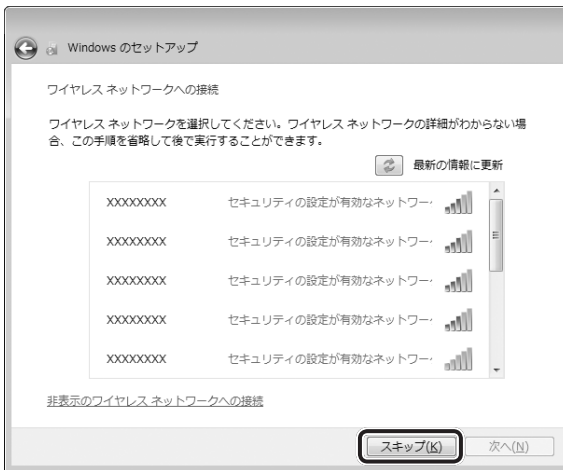 Windows のセットアップ
ワイヤレス ネットワークへの接続
ワイヤレス ネットワークを選択してください。ワイヤレス ネットワークの詳細がわからない場
合、この手順を省略して後で実行することができます。
最新の情報に更新
XXXXXXXX セキュリティの設定が有効なネットワー
XXXXXXXX セキュリティの設定が有効なネットワー
XXXXXXXX セキュリティの設定が有効なネットワー
XXXXXXXX セキュリティの設定が有効なネットワー
XXXXXXXX セキュリティの設定が有効なネットワー
非表示のワイヤレス ネットワークへの接続
スキップ(K) 次へ(N)